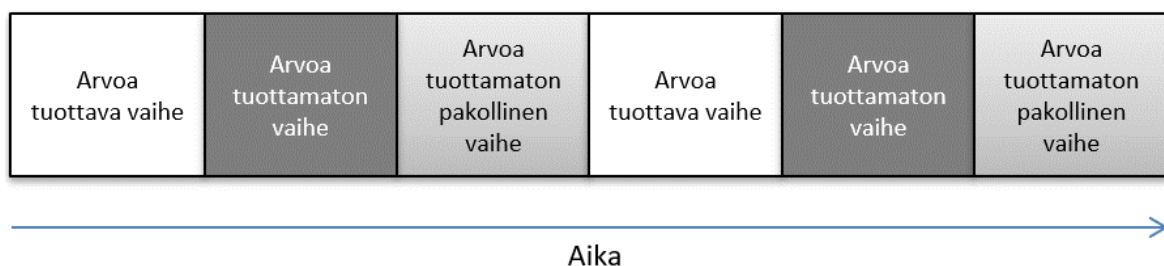 Arvoa
tuottava vaihe
Arvoa
tuottamaton
vaihe
Arvoa
tuottamaton
pakollinen
vaihe
Arvoa
tuottava vaihe
Arvoa
tuottamaton
vaihe
Arvoa
tuottamaton
pakollinen
vaihe
Aika